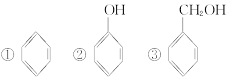 OH CH₂OH
① ② ③